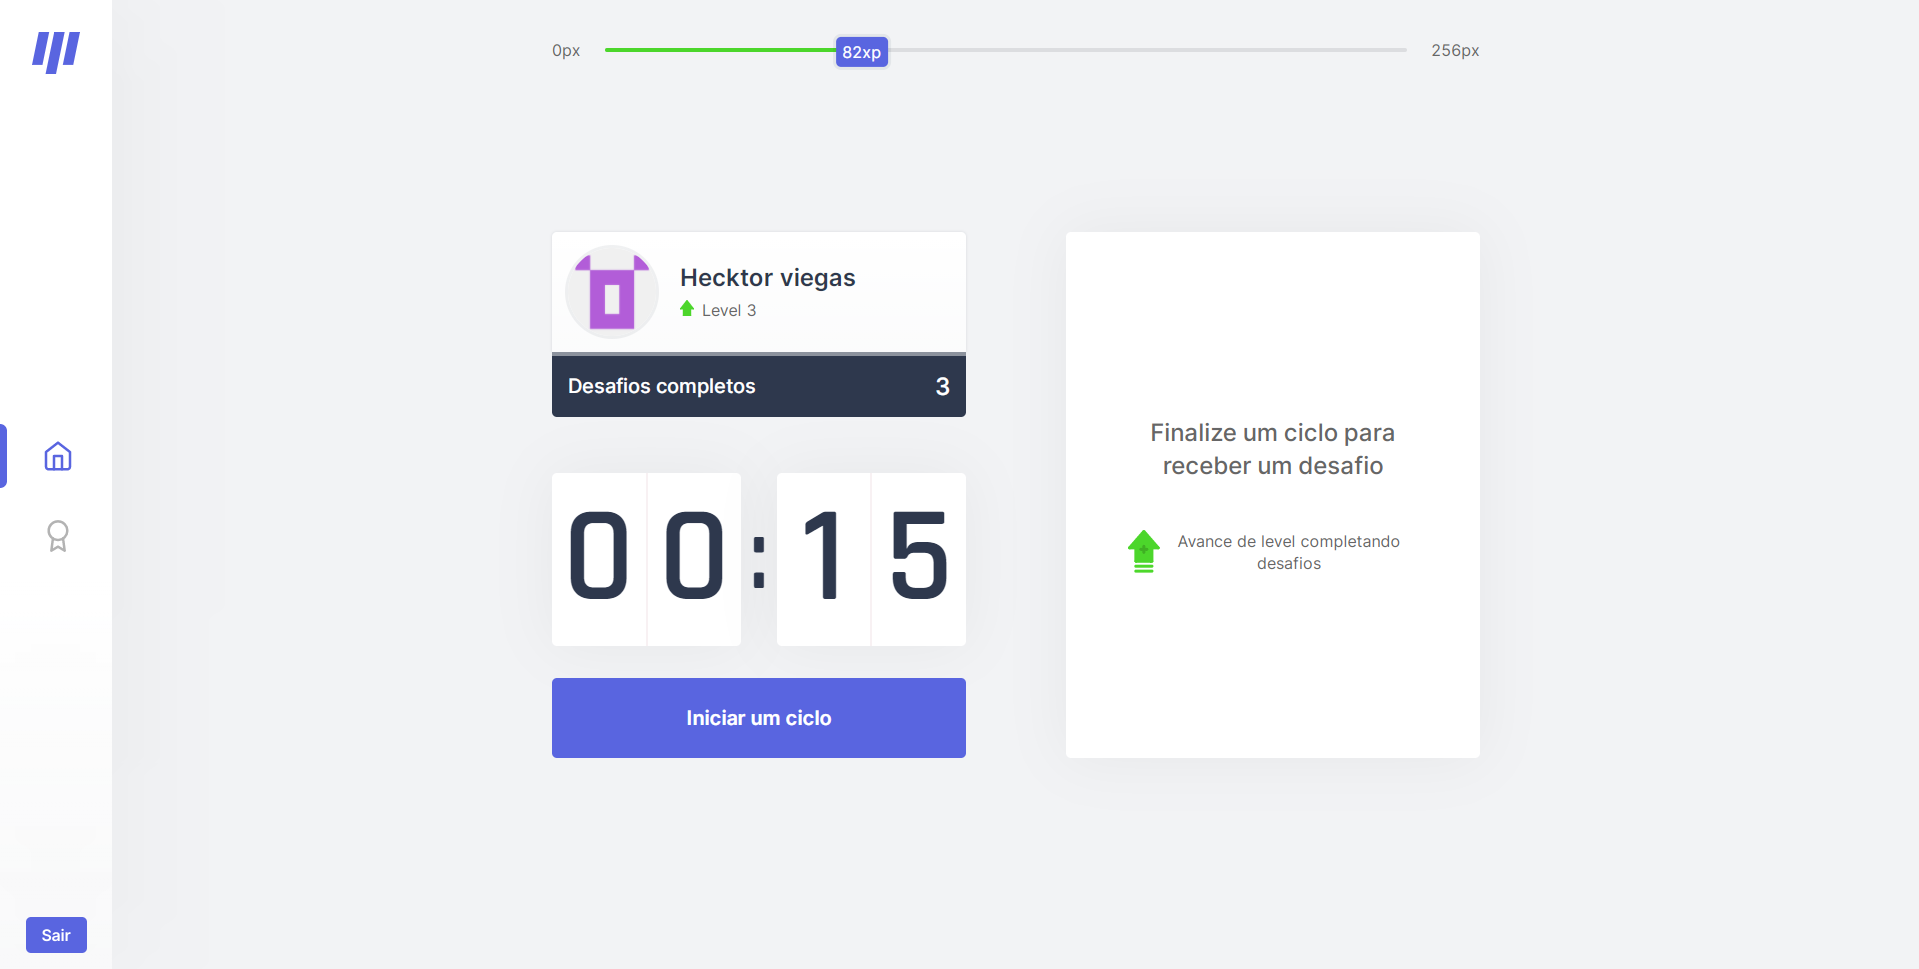 0px
82xp
256px
Hecktor viegas
Level 3
Desafios completos 3
00:15
Iniciar um ciclo
Finalize um ciclo para
receber um desafio
Avance de level completando
desafios
Sair